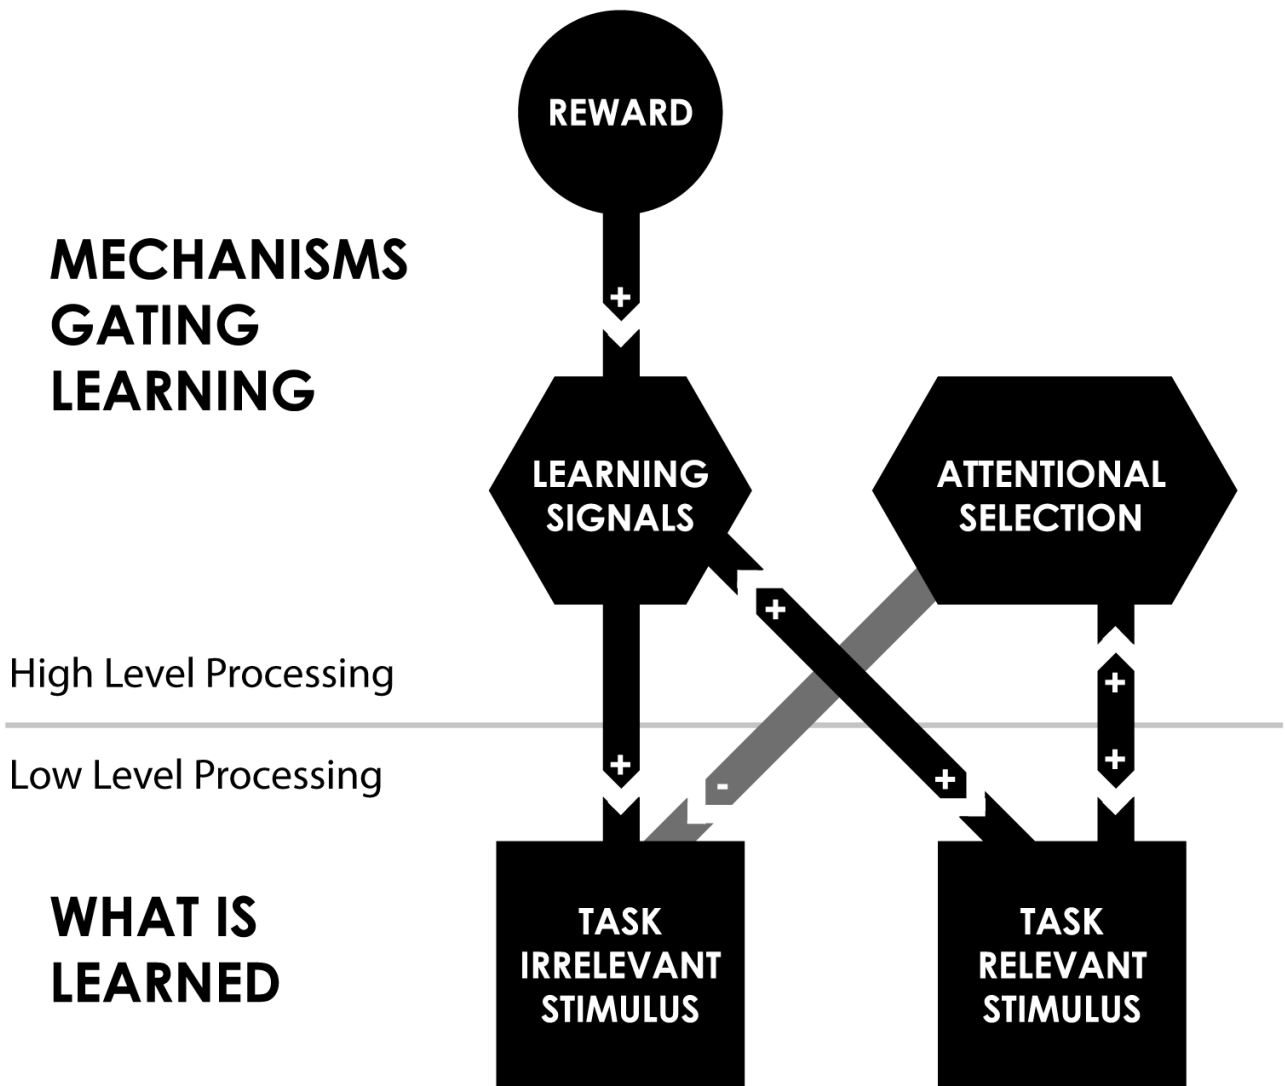 REWARD
MECHANISMS
GATING
LEARNING
+
LEARNING
SIGNALS
ATTENTIONAL
SELECTION
+
High Level Processing
+
Low Level Processing
+
-
+
+
WHAT IS
LEARNED
TASK
IRRELEVANT
STIMULUS
TASK
RELEVANT
STIMULUS